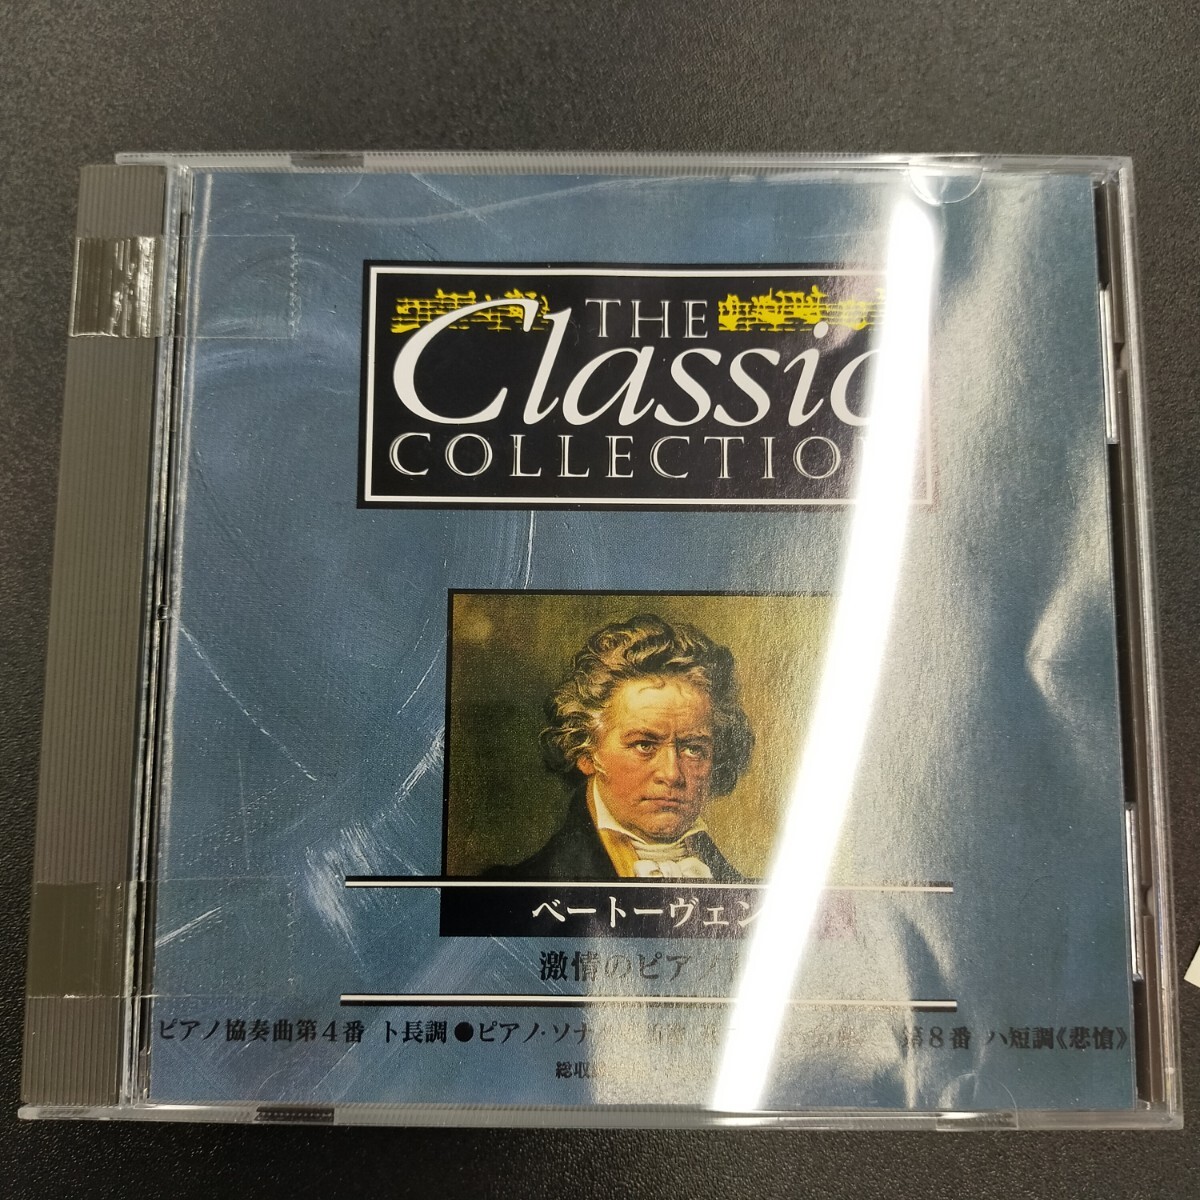 THE
Classic
COLLECTION
ベートーヴェン
激情のピアノ
ピアノ協奏曲第4番 ト長調●ピアノ・ソナ 第8番 ハ短調《悲愴》
総収